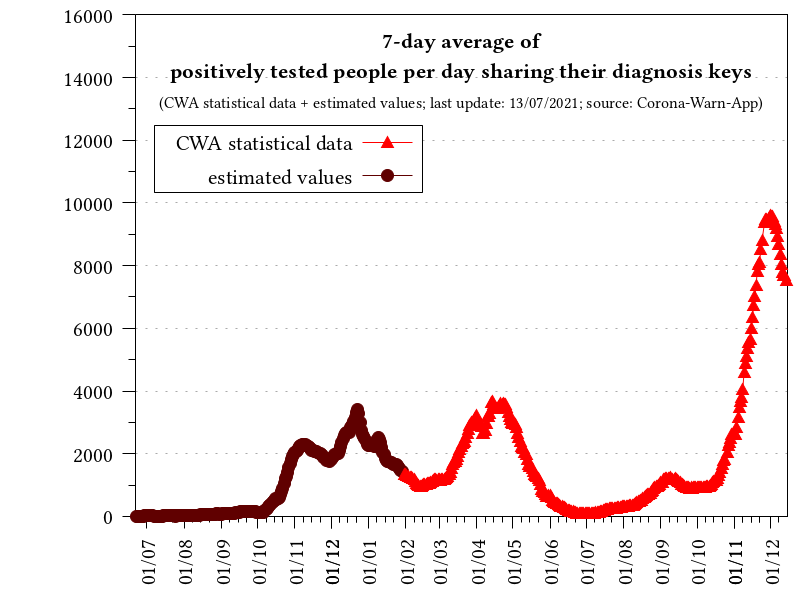 7-day average of
positively tested people per day sharing their diagnosis keys
(CWA statistical data + estimated values; last update: 13/07/2021; source: Corona-Warn-App)
CWA statistical data
estimated values
16000
14000
12000
10000
8000
6000
4000
2000
0
01/07 01/08 01/09 01/10 01/11 01/12 01/01 01/02 01/03 01/04 01/05 01/06 01/07 01/08 01/09 01/10 01/11 01/12